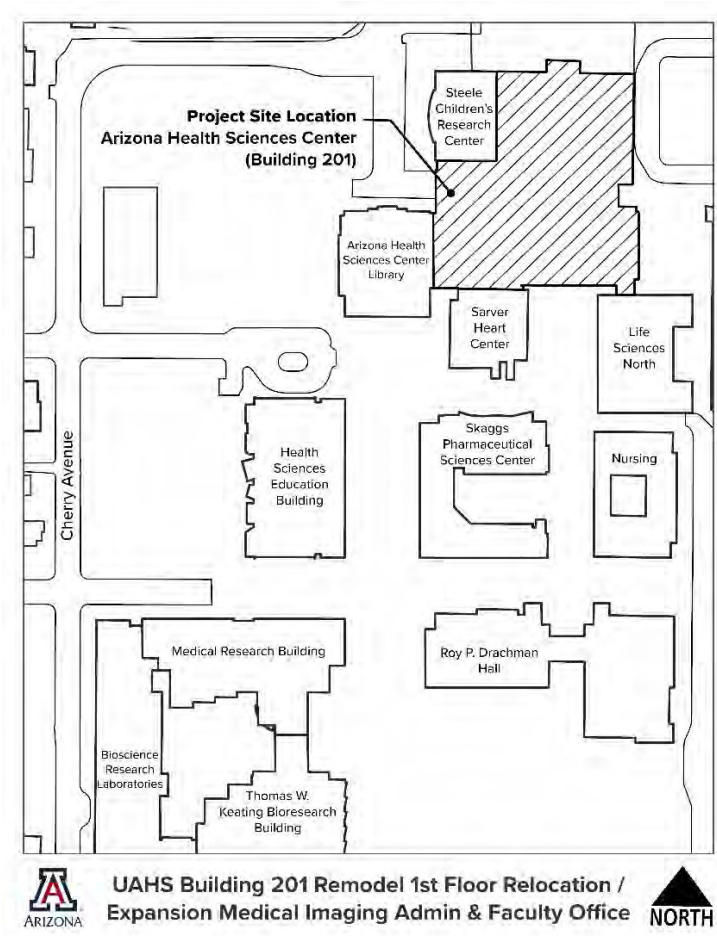 Steele
Children's
Research
Center
Project Site Location
Arizona Health Sciences Center
(Building 201)
Arizona Health
Sciences Center
Library
Sarver
Heart
Center
Life
Sciences
North
Cherry Avenue
Health
Sciences
Education
Building
Skaggs
Pharmaceutical
Sciences Center
Nursing
Medical Research Building
Roy P. Drachman
Hall
Bioscience
Research
Laboratories
Thomas W.
Keating Bioresearch
Building
A
ARIZONA
UAHS Building 201 Remodel 1st Floor Relocation /
Expansion Medical Imaging Admin & Faculty Office
NORTH